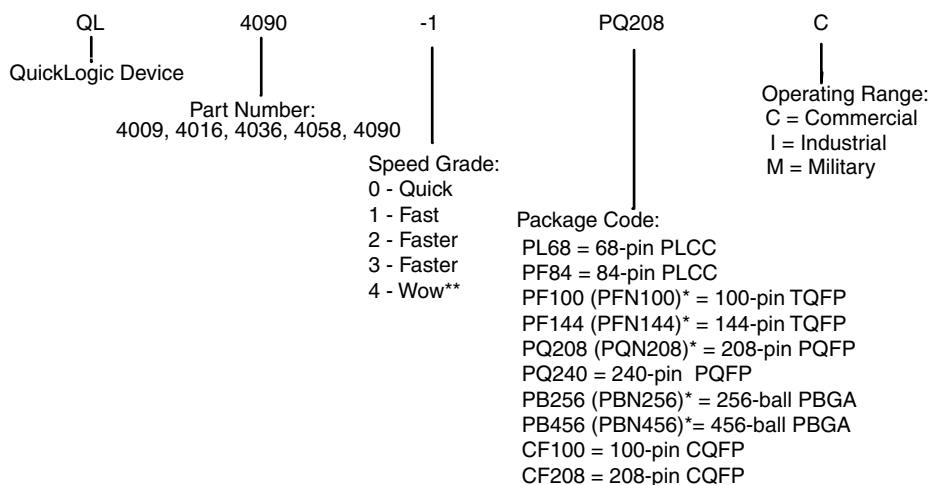 QL 4090 -1 PQ208 C
QuickLogic Device
Part Number:
4009, 4016, 4036, 4058, 4090
Speed Grade:
0 - Quick
1 - Fast
2 - Faster
3 - Faster
4 - Wow**
Package Code:
PL68 = 68-pin PLCC
PF84 = 84-pin PLCC
PF100 (PFN100)* = 100-pin TQFP
PF144 (PFN144)* = 144-pin TQFP
PQ208 (PQN208)* = 208-pin PQFP
PQ240 = 240-pin PQFP
PB256 (PBN256)* = 256-ball PBGA
PB456 (PBN456)*= 456-ball PBGA
CF100 = 100-pin CQFP
CF208 = 208-pin CQFP
Operating Range:
C = Commercial
I = Industrial
M = Military